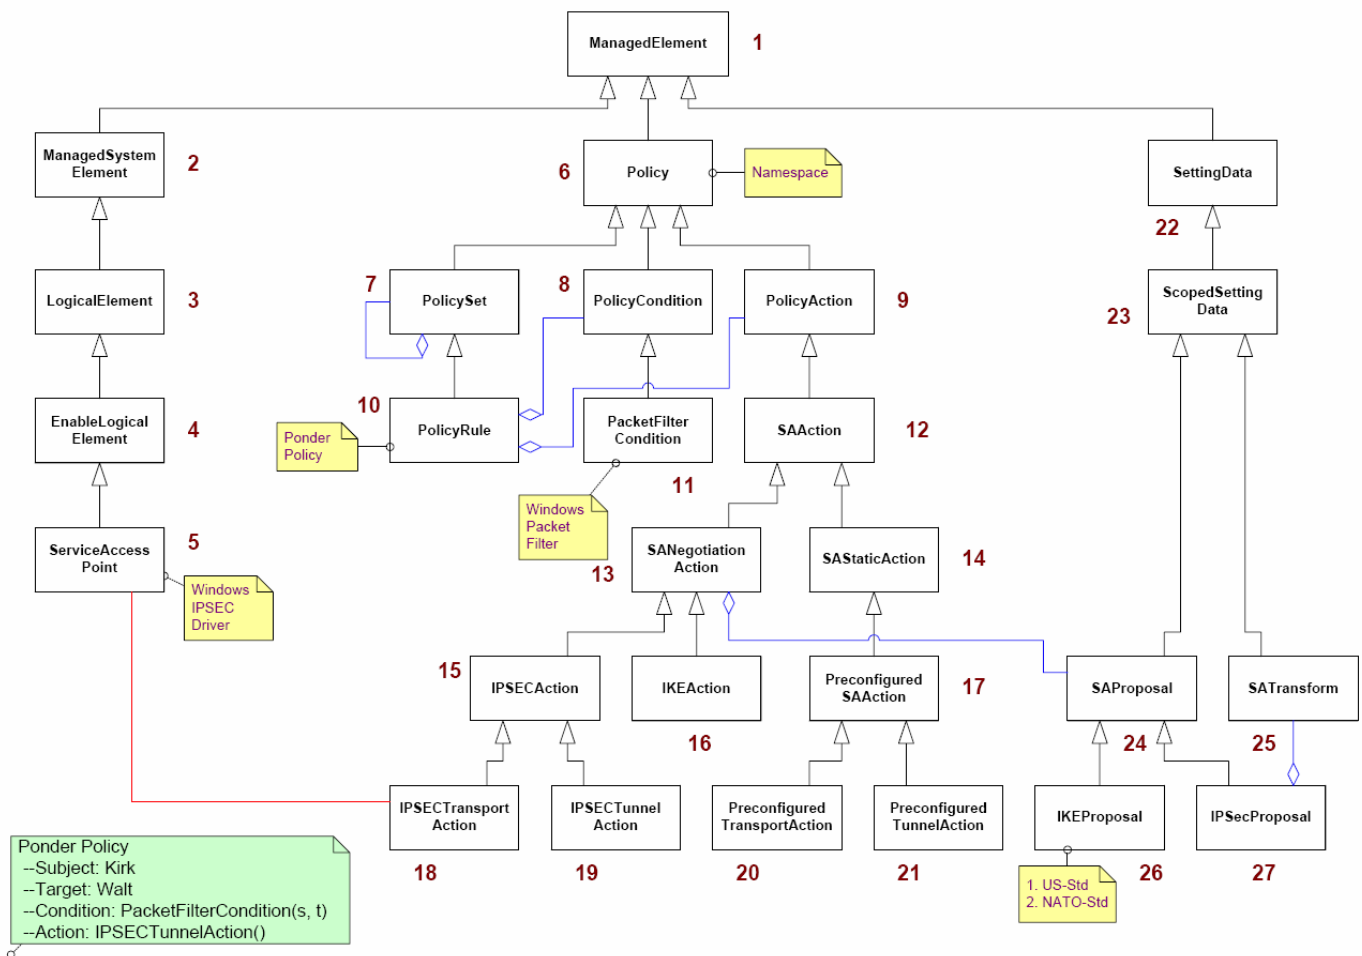 ManagedElement
1
ManagedSystem
Element
2
Policy
6
Namespace
SettingData
22
LogicalElement
3
7
PolicySet
8
PolicyCondition
PolicyAction
9
ScopedSetting
Data
23
EnableLogical
Element
4
10
PolicyRule
Ponder
Policy
PacketFilter
Condition
11
SAAction
12
Windows
Packet
Filter
ServiceAccess
Point
5
Windows
IPSEC
Driver
SANegotiation
Action
13
SAStaticAction
14
15
IPSECAction
IKEAction
16
Preconfigured
SAAction
17
SAProposal
24
SATransform
25
IPSECTransport
Action
18
IPSECTunnel
Action
19
Preconfigured
TransportAction
20
Preconfigured
TunnelAction
21
IKEProposal
26
IPSecProposal
27
1. US-Std
2. NATO-Std
Ponder Policy
--Subject: Kirk
--Target: Walt
--Condition: PacketFilterCondition(s, t)
--Action: IPSECTunnelAction()